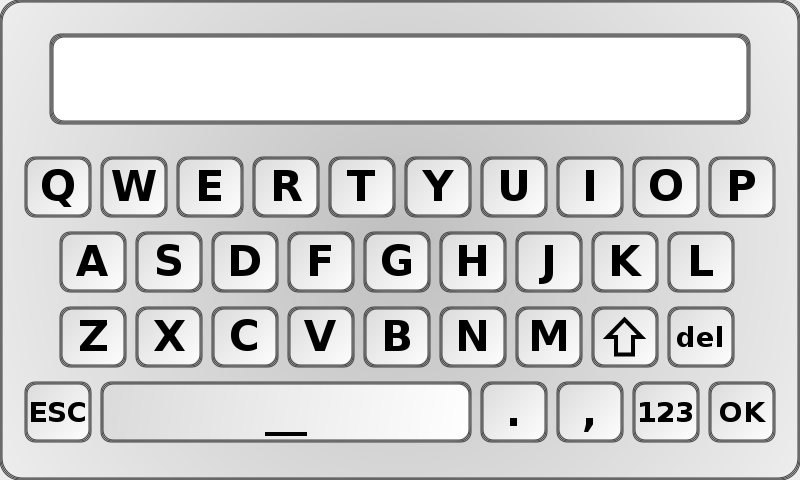 Q W E R T Y U I O P
A S D F G H J K L
Z X C V B N M del
ESC _ . , 123 OK